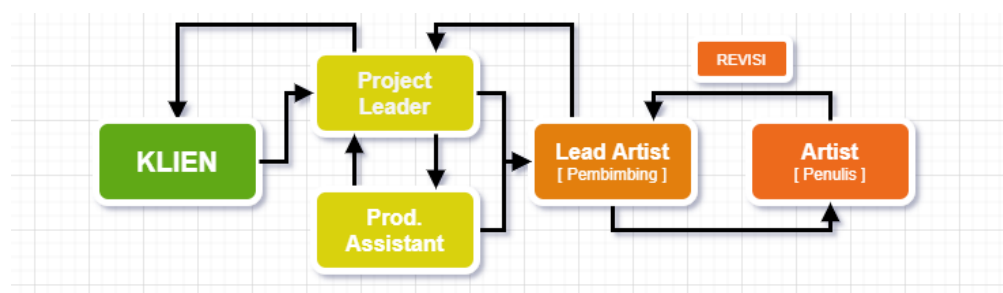 REVISI
Project
Leader
KLIEN
Lead Artist
[ Pembimbing ]
Artist
[ Penulis ]
Prod.
Assistant